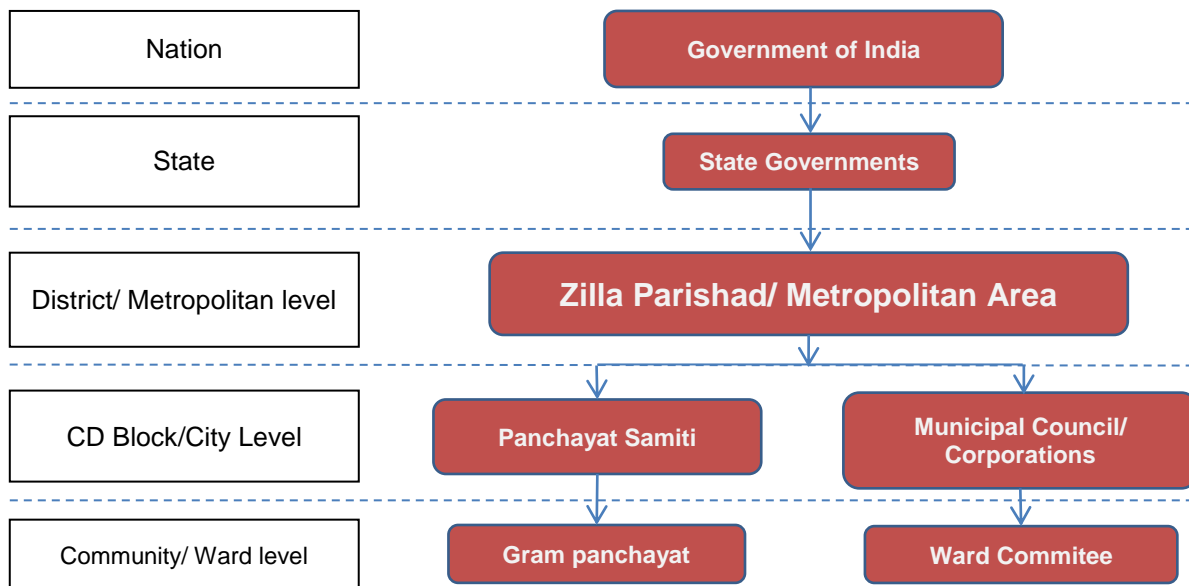 Nation
Government of India
State
State Governments
District/ Metropolitan level
Zilla Parishad/ Metropolitan Area
CD Block/City Level
Panchayat Samiti
Municipal Council/
Corporations
Community/ Ward level
Gram panchayat
Ward Commitee